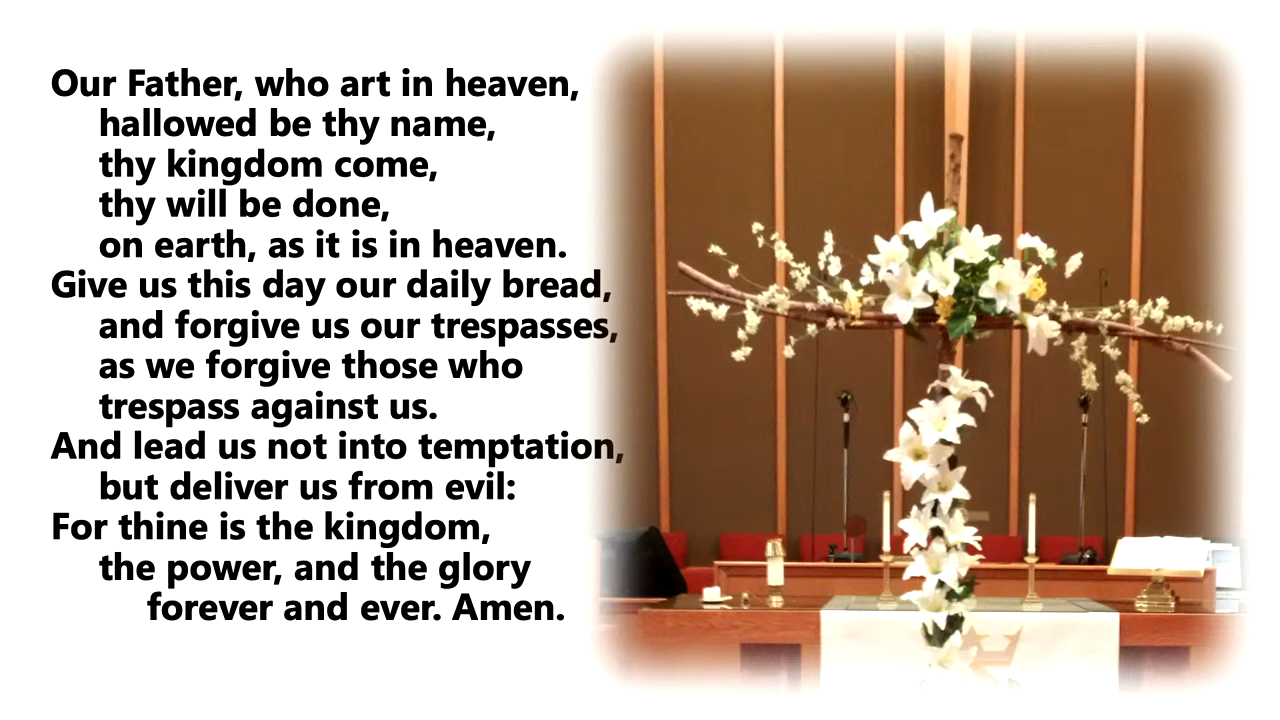 Our Father, who art in heaven,
hallowed be thy name,
thy kingdom come,
thy will be done,
on earth, as it is in heaven.
Give us this day our daily bread,
and forgive us our trespasses,
as we forgive those who
trespass against us.
And lead us not into temptation,
but deliver us from evil:
For thine is the kingdom,
the power, and the glory
forever and ever. Amen.